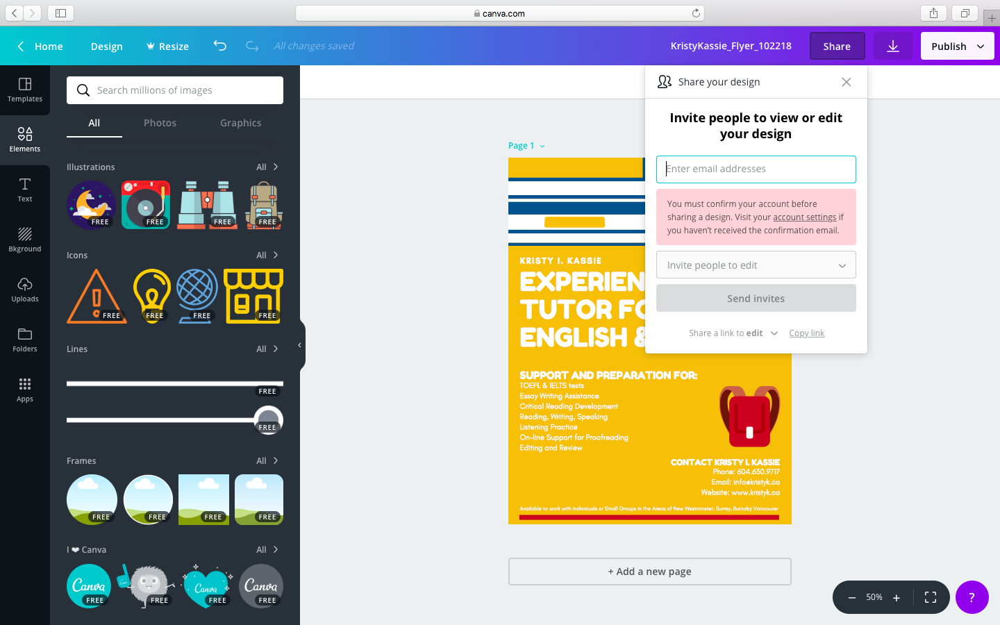 canva.com
Home
Design
Resize
All changes saved
KristyKassie_Flyer_102218
Share
Publish
Templates
Elements
Text
Bkground
Uploads
Folders
Apps
Search millions of images
All
Photos
Graphics
Illustrations
All
FREE
FREE
FREE
FREE
Icons
All
FREE
FREE
FREE
FREE
Lines
All
FREE
FREE
Frames
All
FREE
FREE
FREE
FREE
I ❤ Canva
All
Canva
FREE
FREE
Canva
FREE
Canva
FREE
Page 1
KRISTY I. KASSIE
EXPERIEN
TUTOR FO
ENGLISH &
SUPPORT AND PREPARATION FOR:
TOEFL & IELTS tests
Essay Writing Assistance
Critical Reading Development
Reading, Writing, Speaking
Listening Practice
On-line Support for Proofreading
Editing and Review
CONTACT KRISTY I. KASSIE
Phone: 604.630.9717
Email: info@kristyk.ca
Website: www.kristyk.ca
Available to work with Individuals or Small Groups in the Areas of New Westminster, Surrey, Burnaby Vancouver
+ Add a new page
Share your design
Invite people to view or edit
your design
Enter email addresses
You must confirm your account before
sharing a design. Visit your account settings if
you haven't received the confirmation email.
Invite people to edit
Send invites
Share a link to edit
Copy link
− 50% +
?